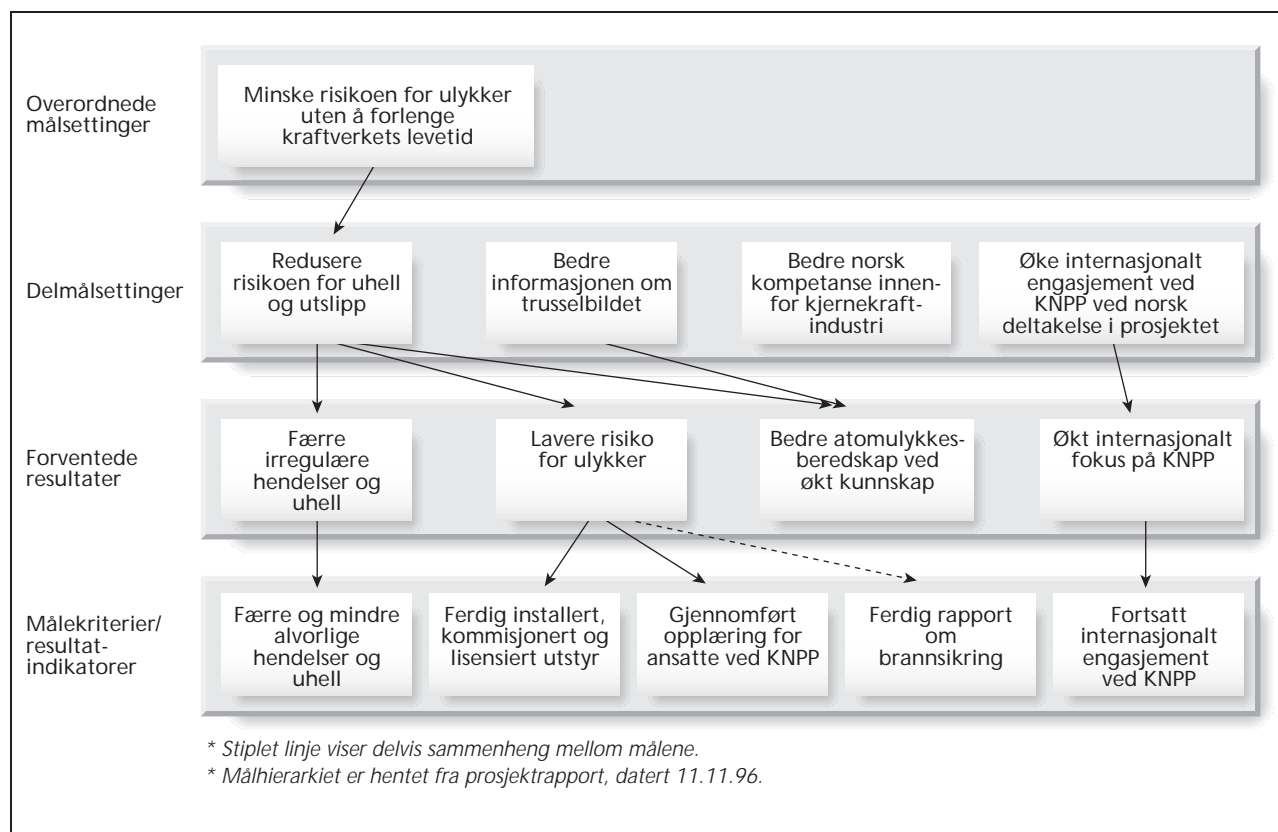 Overordnede
målsettinger
Minske risikoen for ulykker
uten å forlenge
kraftverkets levetid
Delmålsettinger
Redusere
risikoen for uhell
og utslipp
Bedre
informasjonen om
trusselbildet
Bedre norsk
kompetanse innen-
for kjernekraft-
industri
Øke internasjonalt
engasjement ved
KNPP ved norsk
deltakelse i prosjektet
Forventede
resultater
Færre
irregulære
hendelser og
uhell
Lavere risiko
for ulykker
Bedre atomulykkes-
beredskap ved
økt kunnskap
Økt internasjonalt
fokus på KNPP
Målekriterier/
resultat-
indikatorer
Færre og mindre
alvorlige
hendelser og
uhell
Ferdig installert,
kommisjonert og
lisensiert utstyr
Gjennomført
opplæring for
ansatte ved KNPP
Ferdig rapport
om
brannsikring
Fortsatt
internasjonalt
engasjement
ved KNPP
* Stiplet linje viser delvis sammenheng mellom målene.
* Målhierarkiet er hentet fra prosjektrapport, datert 11.11.96.